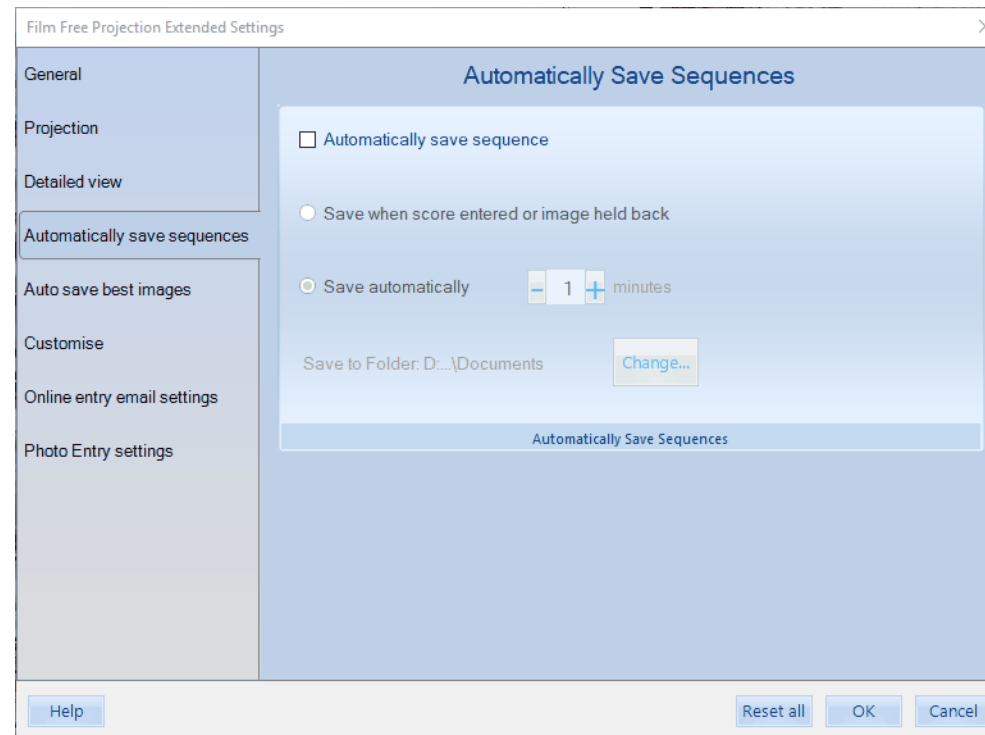 Film Free Projection Extended Settings
General
Projection
Detailed view
Automatically save sequences
Auto save best images
Customise
Online entry email settings
Photo Entry settings
Automatically Save Sequences
Automatically save sequence
Save when score entered or image held back
Save automatically - 1 + minutes
Save to Folder: D:...\Documents Change...
Automatically Save Sequences
Help Reset all OK Cancel